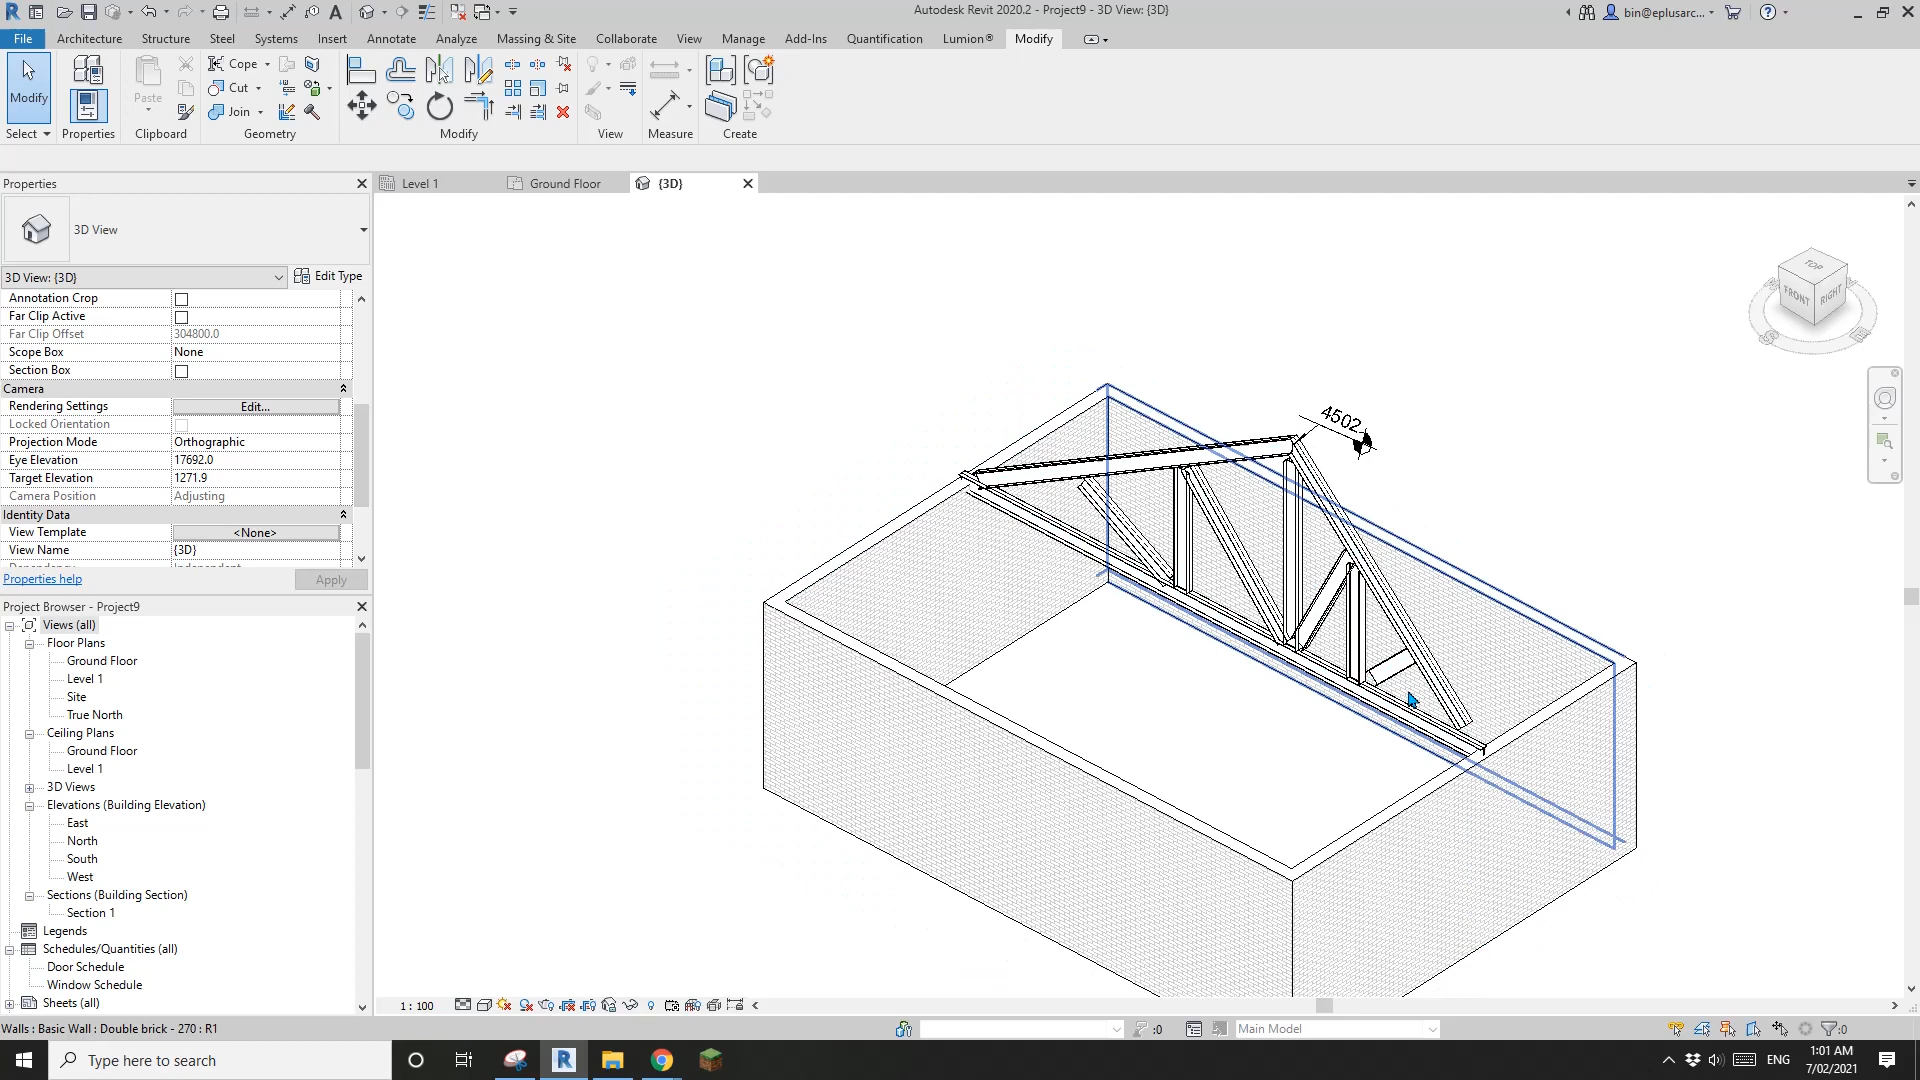 Autodesk Revit 2020.2 - Project9 - 3D View: {3D}
bin@eplusarc...
File Architecture Structure Steel Systems Insert Annotate Analyze Massing & Site Collaborate View Manage Add-Ins Quantification Lumion® Modify
Modify
Paste
Cope
Cut
Join
Select Properties Clipboard Geometry Modify View Measure Create
Properties
Level 1
Ground Floor
{3D}
3D View
3D View: {3D}
Edit Type
Annotation Crop
Far Clip Active
Far Clip Offset 304800.0
Scope Box None
Section Box
Camera
Rendering Settings Edit...
Locked Orientation
Projection Mode Orthographic
Eye Elevation 17692.0
Target Elevation 1271.9
Camera Position Adjusting
Identity Data
View Template <None>
View Name {3D}
Properties help
Apply
Project Browser - Project9
Views (all)
Floor Plans
Ground Floor
Level 1
Site
True North
Ceiling Plans
Ground Floor
Level 1
3D Views
Elevations (Building Elevation)
East
North
South
West
Sections (Building Section)
Section 1
Legends
Schedules/Quantities (all)
Door Schedule
Window Schedule
Sheets (all)
4502
TOP
FRONT
RIGHT
1 : 100
Walls : Basic Wall : Double brick - 270 : R1
:0
Main Model
:0
Type here to search
ENG
1:01 AM
7/02/2021